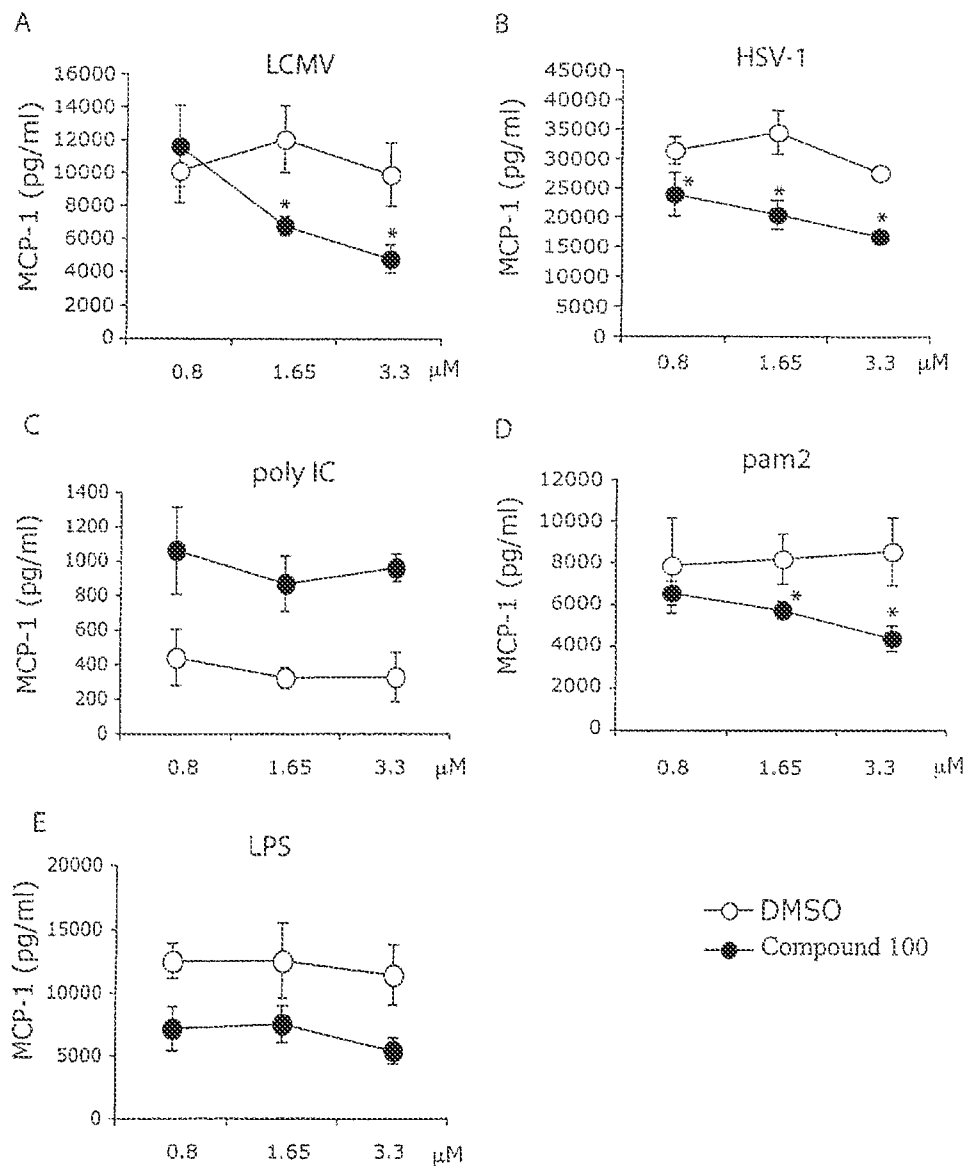 A
LCMV
MCP-1 (pg/ml)
16000
14000
12000
10000
8000
6000
4000
2000
0
*
*
0.8 1.65 3.3 μM
B
HSV-1
MCP-1 (pg/ml)
45000
40000
35000
30000
25000
20000
15000
10000
5000
0
*
*
*
0.8 1.65 3.3 μM
C
poly IC
MCP-1 (pg/ml)
1400
1200
1000
800
600
400
200
0
0.8 1.65 3.3 μM
D
pam2
MCP-1 (pg/ml)
12000
10000
8000
6000
4000
2000
0
*
*
0.8 1.65 3.3 μM
E
LPS
MCP-1 (pg/ml)
20000
15000
10000
5000
0
0.8 1.65 3.3 μM
DMSO
Compound 100